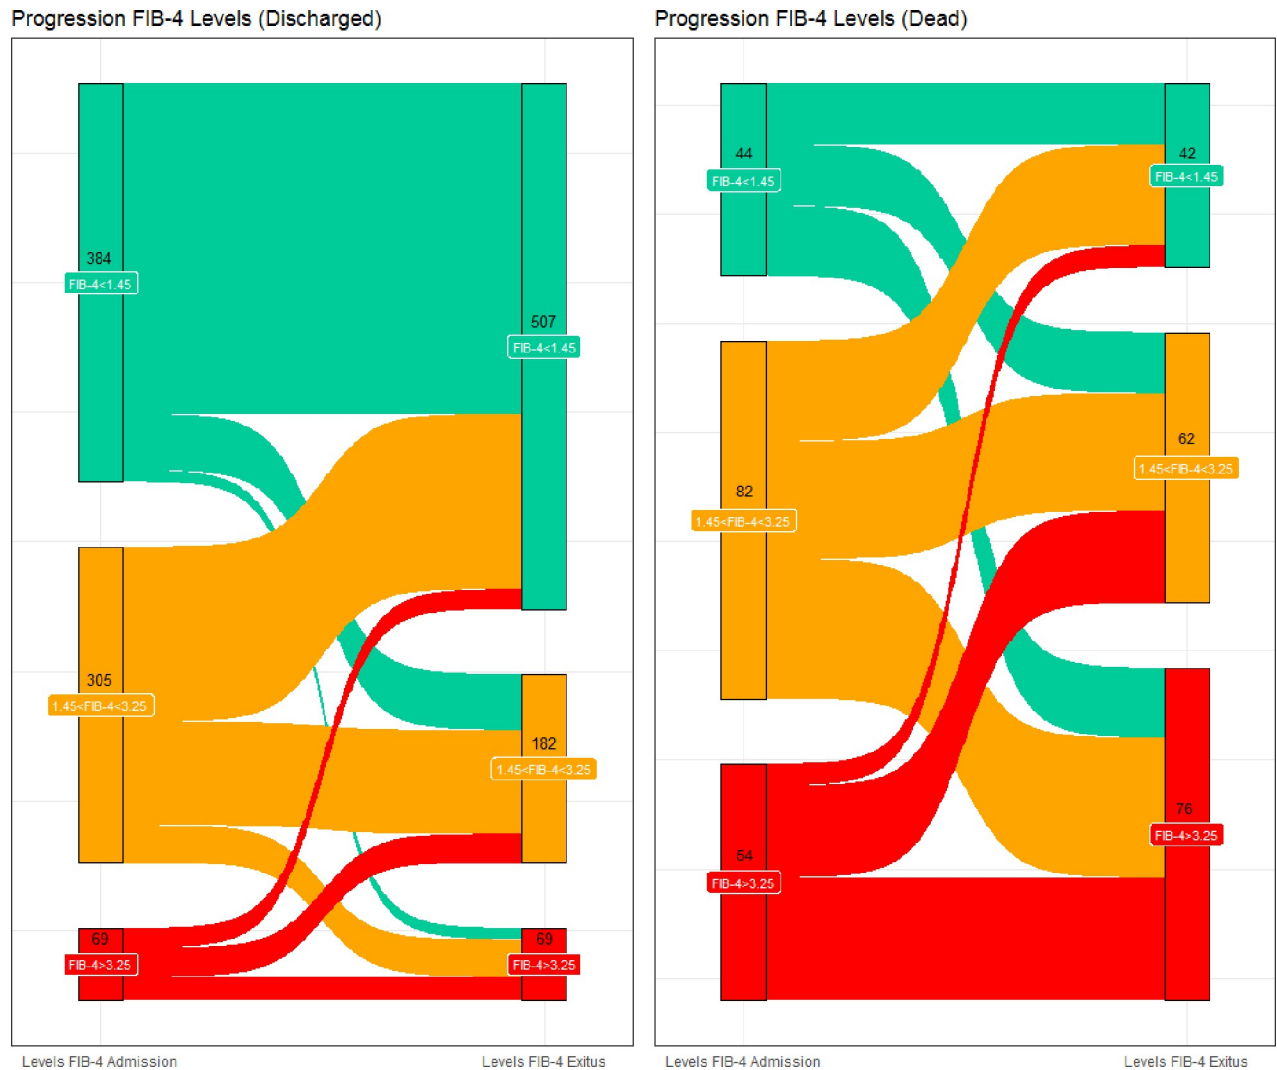 Progression FIB-4 Levels (Discharged)
384
FIB-4<1.45
305
1.45<FIB-4<3.25
69
FIB-4>3.25
507
FIB-4<1.45
182
1.45<FIB-4<3.25
69
FIB-4>3.25
Levels FIB-4 Admission
Levels FIB-4 Exitus
Progression FIB-4 Levels (Dead)
44
FIB-4<1.45
82
1.45<FIB-4<3.25
54
FIB-4>3.25
42
FIB-4<1.45
62
1.45<FIB-4<3.25
76
FIB-4>3.25
Levels FIB-4 Admission
Levels FIB-4 Exitus